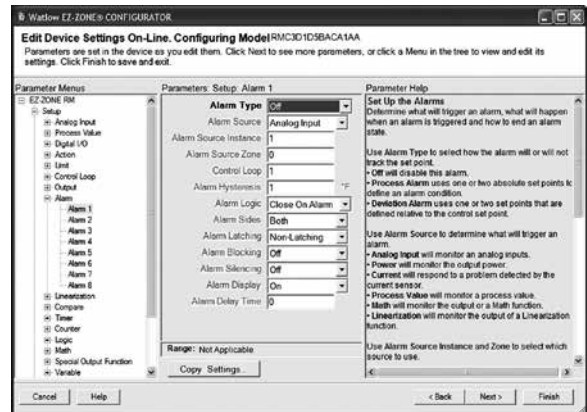 Watlow EZ-ZONE® CONFIGURATOR
Edit Device Settings On-Line. Configuring Model RMC3D1D5BACA1AA
Parameters are set in the device as you edit them. Click Next to see more parameters, or click a Menu in the tree to view and edit its
settings. Click Finish to save and exit.
Parameter Menus
EZ-ZONE RM
Setup
Analog Input
Process Value
Digital I/O
Action
Limit
Control Loop
Output
Alarm
Alarm 1
Alarm 2
Alarm 3
Alarm 4
Alarm 5
Alarm 6
Alarm 7
Alarm 8
Linearization
Compare
Timer
Counter
Logic
Math
Special Output Function
Variable
Parameters: Setup: Alarm 1
Alarm Type Off
Alarm Source Analog Input
Alarm Source Instance 1
Alarm Source Zone 0
Control Loop 1
Alarm Hysteresis 1 °F
Alarm Logic Close On Alarm
Alarm Sides Both
Alarm Latching Non-Latching
Alarm Blocking Off
Alarm Silencing Off
Alarm Display On
Alarm Delay Time 0
Range: Not Applicable
Copy Settings...
Parameter Help
Set Up the Alarms
Determine what will trigger an alarm, what will happen
when an alarm is triggered and how to end an alarm
state.
Use Alarm Type to select how the alarm will or will not
track the set point.
• Off will disable this alarm.
• Process Alarm uses one or two absolute set points to
define an alarm condition.
• Deviation Alarm uses one or two set points that are
defined relative to the control set point.
Use Alarm Source to determine what will trigger an
alarm.
• Analog Input will monitor an analog inputs.
• Power will monitor the output power.
• Current will respond to a problem detected by the
current sensor.
• Process Value will monitor a process value.
• Math will monitor the output or a Math function.
• Linearization will monitor the output of a Linearization
function.
Use Alarm Source Instance and Zone to select which
source to use.
Cancel
Help
< Back
Next >
Finish